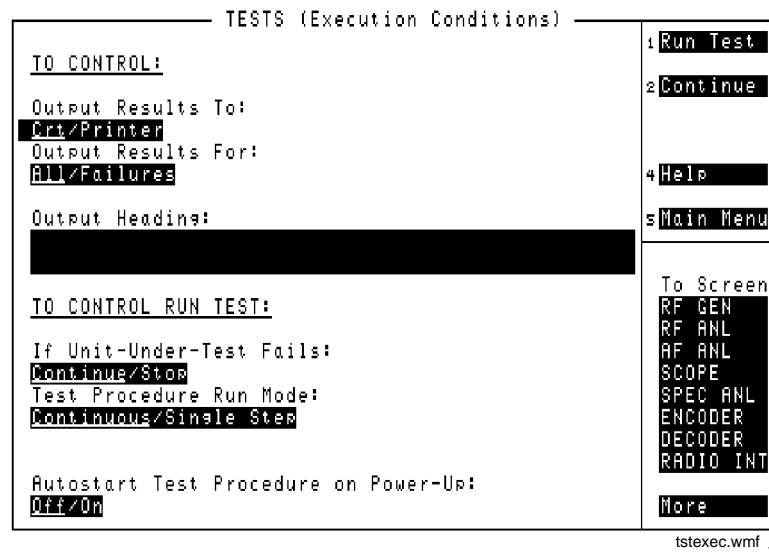 TESTS (Execution Conditions)
TO CONTROL:
Output Results To:
Crt/Printer
Output Results For:
All/Failures
Output Heading:
TO CONTROL RUN TEST:
If Unit-Under-Test Fails:
Continue/Stop
Test Procedure Run Mode:
Continuous/Single Step
Autostart Test Procedure on Power-Up:
Off/On
1 Run Test
2 Continue
4 Help
5 Main Menu
To Screen
RF GEN
RF ANL
AF ANL
SCOPE
SPEC ANL
ENCODER
DECODER
RADIO INT
More
tstexec.wmf